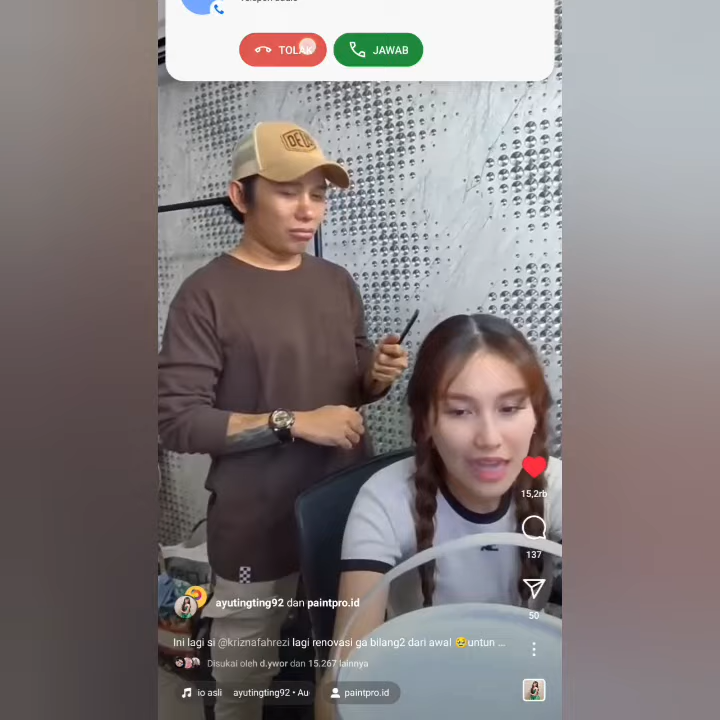 TOLAK
JAWAB
DEUS
15,2rb
137
50
ayutingting92 dan paintpro.id
Ini lagi si @kriznafahrezi lagi renovasi ga bilang2 dari awal 🥹untun ...
Disukai oleh d.ywor dan 15.267 lainnya
io asli ayutingting92 • Au
paintpro.id